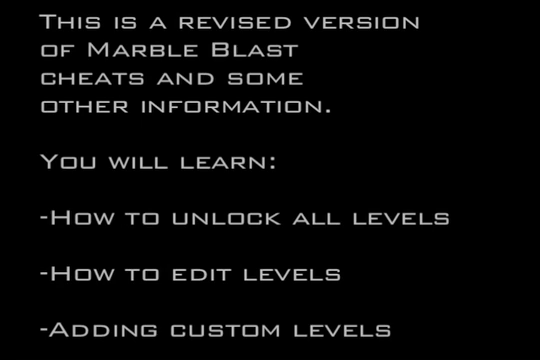 This is a revised version
of Marble Blast
cheats and some
other information.
You will learn:
-How to unlock all levels
-How to edit levels
-Adding custom levels